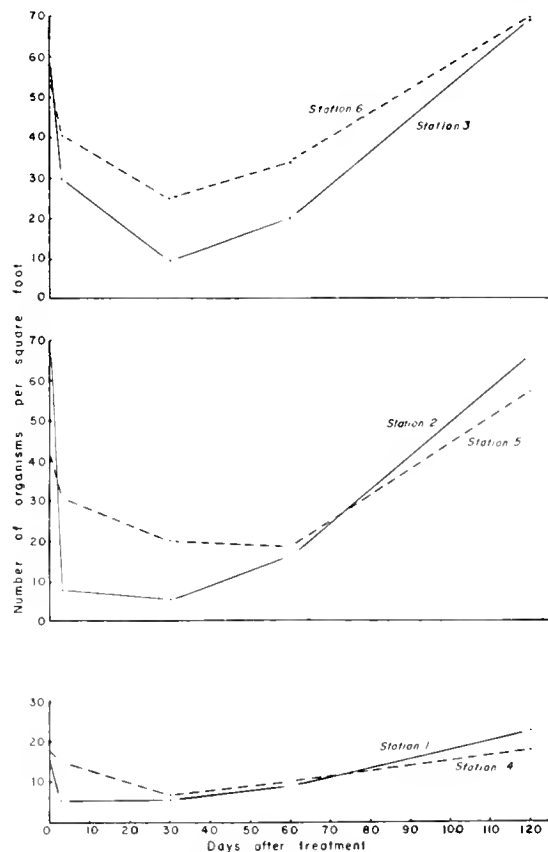 70
60
50
40
30
20
10
0
Station 6
Station 3
Number of organisms per square foot
70
60
50
40
30
20
10
0
Station 2
Station 5
30
20
10
Station 1
Station 4
0 10 20 30 40 50 60 70 80 90 100 110 120
Days after treatment